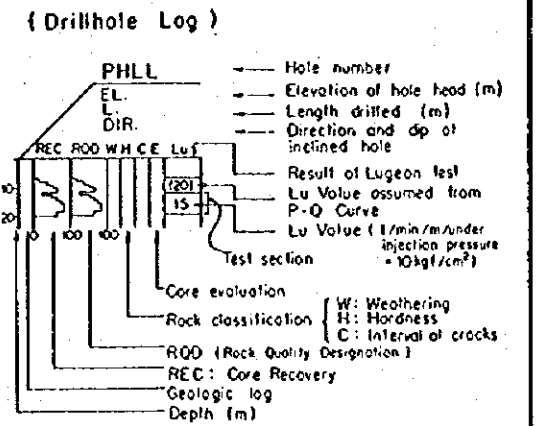 ( Drillhole Log )
PHLL
Hole number
EL.
Elevation of hole head (m)
L.
Length drilled (m)
DIR.
Direction and dip of
inclined hole
REC RQD W H C E Lu
Result of Lugeon test
10
(20)
Lu Value assumed from
P-Q Curve
20
15
Lu Value ( ℓ/min/m/under
injection pressure
= 10kgf/cm²)
0 100 100
Test section
Core evaluation
Rock classification
W: Weathering
H: Hardness
C: Interval of cracks
RQD (Rock Quality Designation)
REC: Core Recovery
Geologic log
Depth (m)